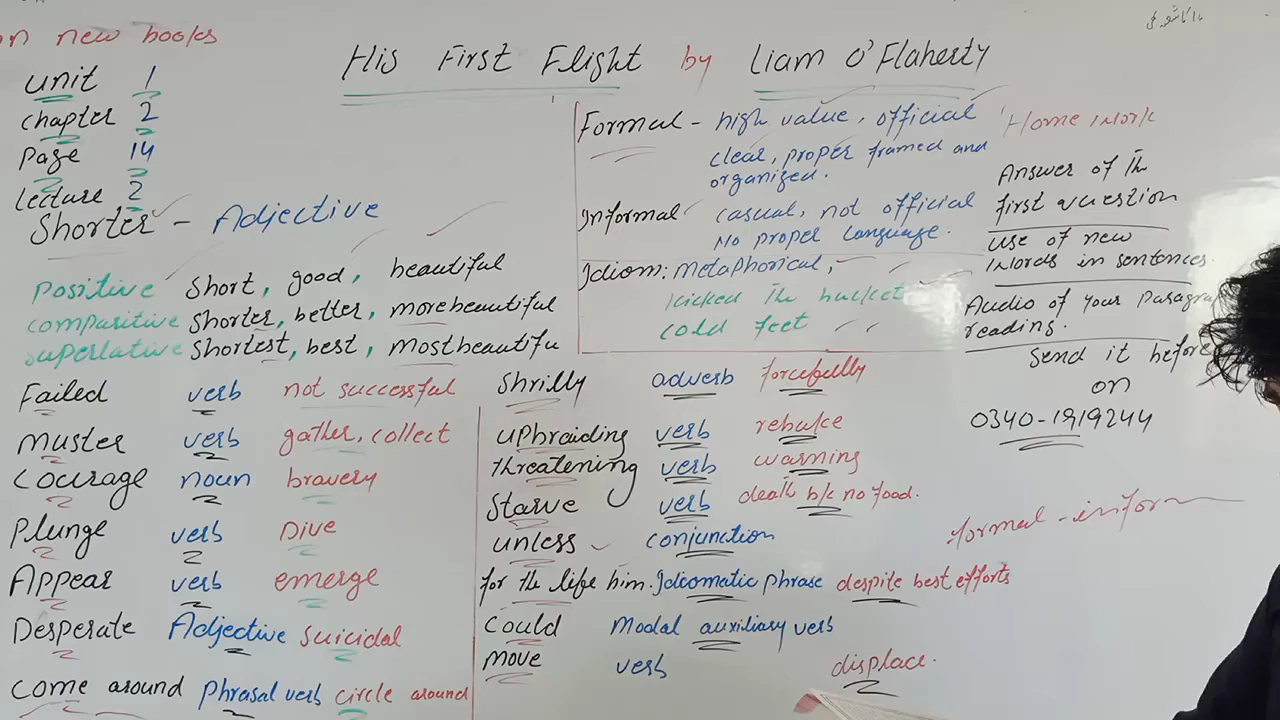 on new books
His First Flight by Liam O'Flaherty
unit 1
chapter 2
page 14
lecture 2
Shorter - Adjective
positive short, good, beautiful
comparitive shorter, better, more beautiful
superlative shortest, best, most beautiful
Failed verb not successful
muster verb gather, collect
Courage noun bravery
Plunge verb Dive
Appear verb emerge
Desperate Adjective suicidal
come around phrasal verb circle around
Formal - high value, official
clear, proper framed and
organized.
Informal casual, not official
No proper language.
Idiom: metaphorical,
kicked the bucket
cold feet
Shrilly adverb forcefully
upbraiding verb rebuke
threatening verb warning
Starve verb death b/c no food.
unless conjunction
for the life him. Idiomatic phrase despite best efforts
Could Modal auxiliary verb
move verb displace.
Home work
Answer of the
first question
use of new
words in sentences.
Audio of your paragra
reading.
Send it before
on
0340-1919244
formal - inform